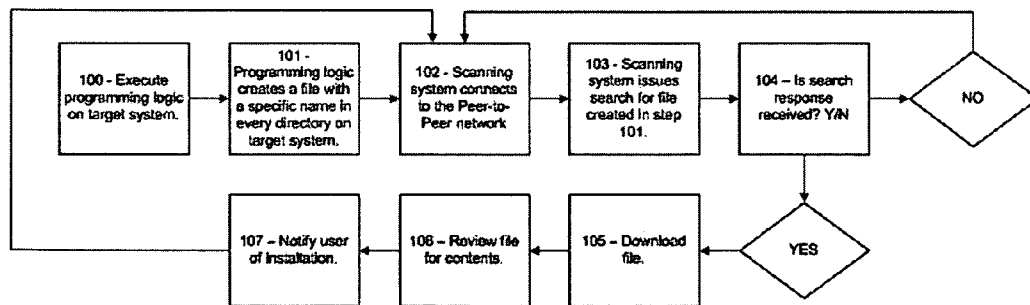 100 - Execute
programming logic
on target system.
101 -
Programming logic
creates a file with
a specific name in
every directory on
target system.
102 - Scanning
system connects
to the Peer-to-
Peer network
103 - Scanning
system issues
search for file
created in step
101.
104 – Is search
response
received? Y/N
NO
107 – Notify user
of installation.
106 – Review file
for contents.
105 – Download
file.
YES